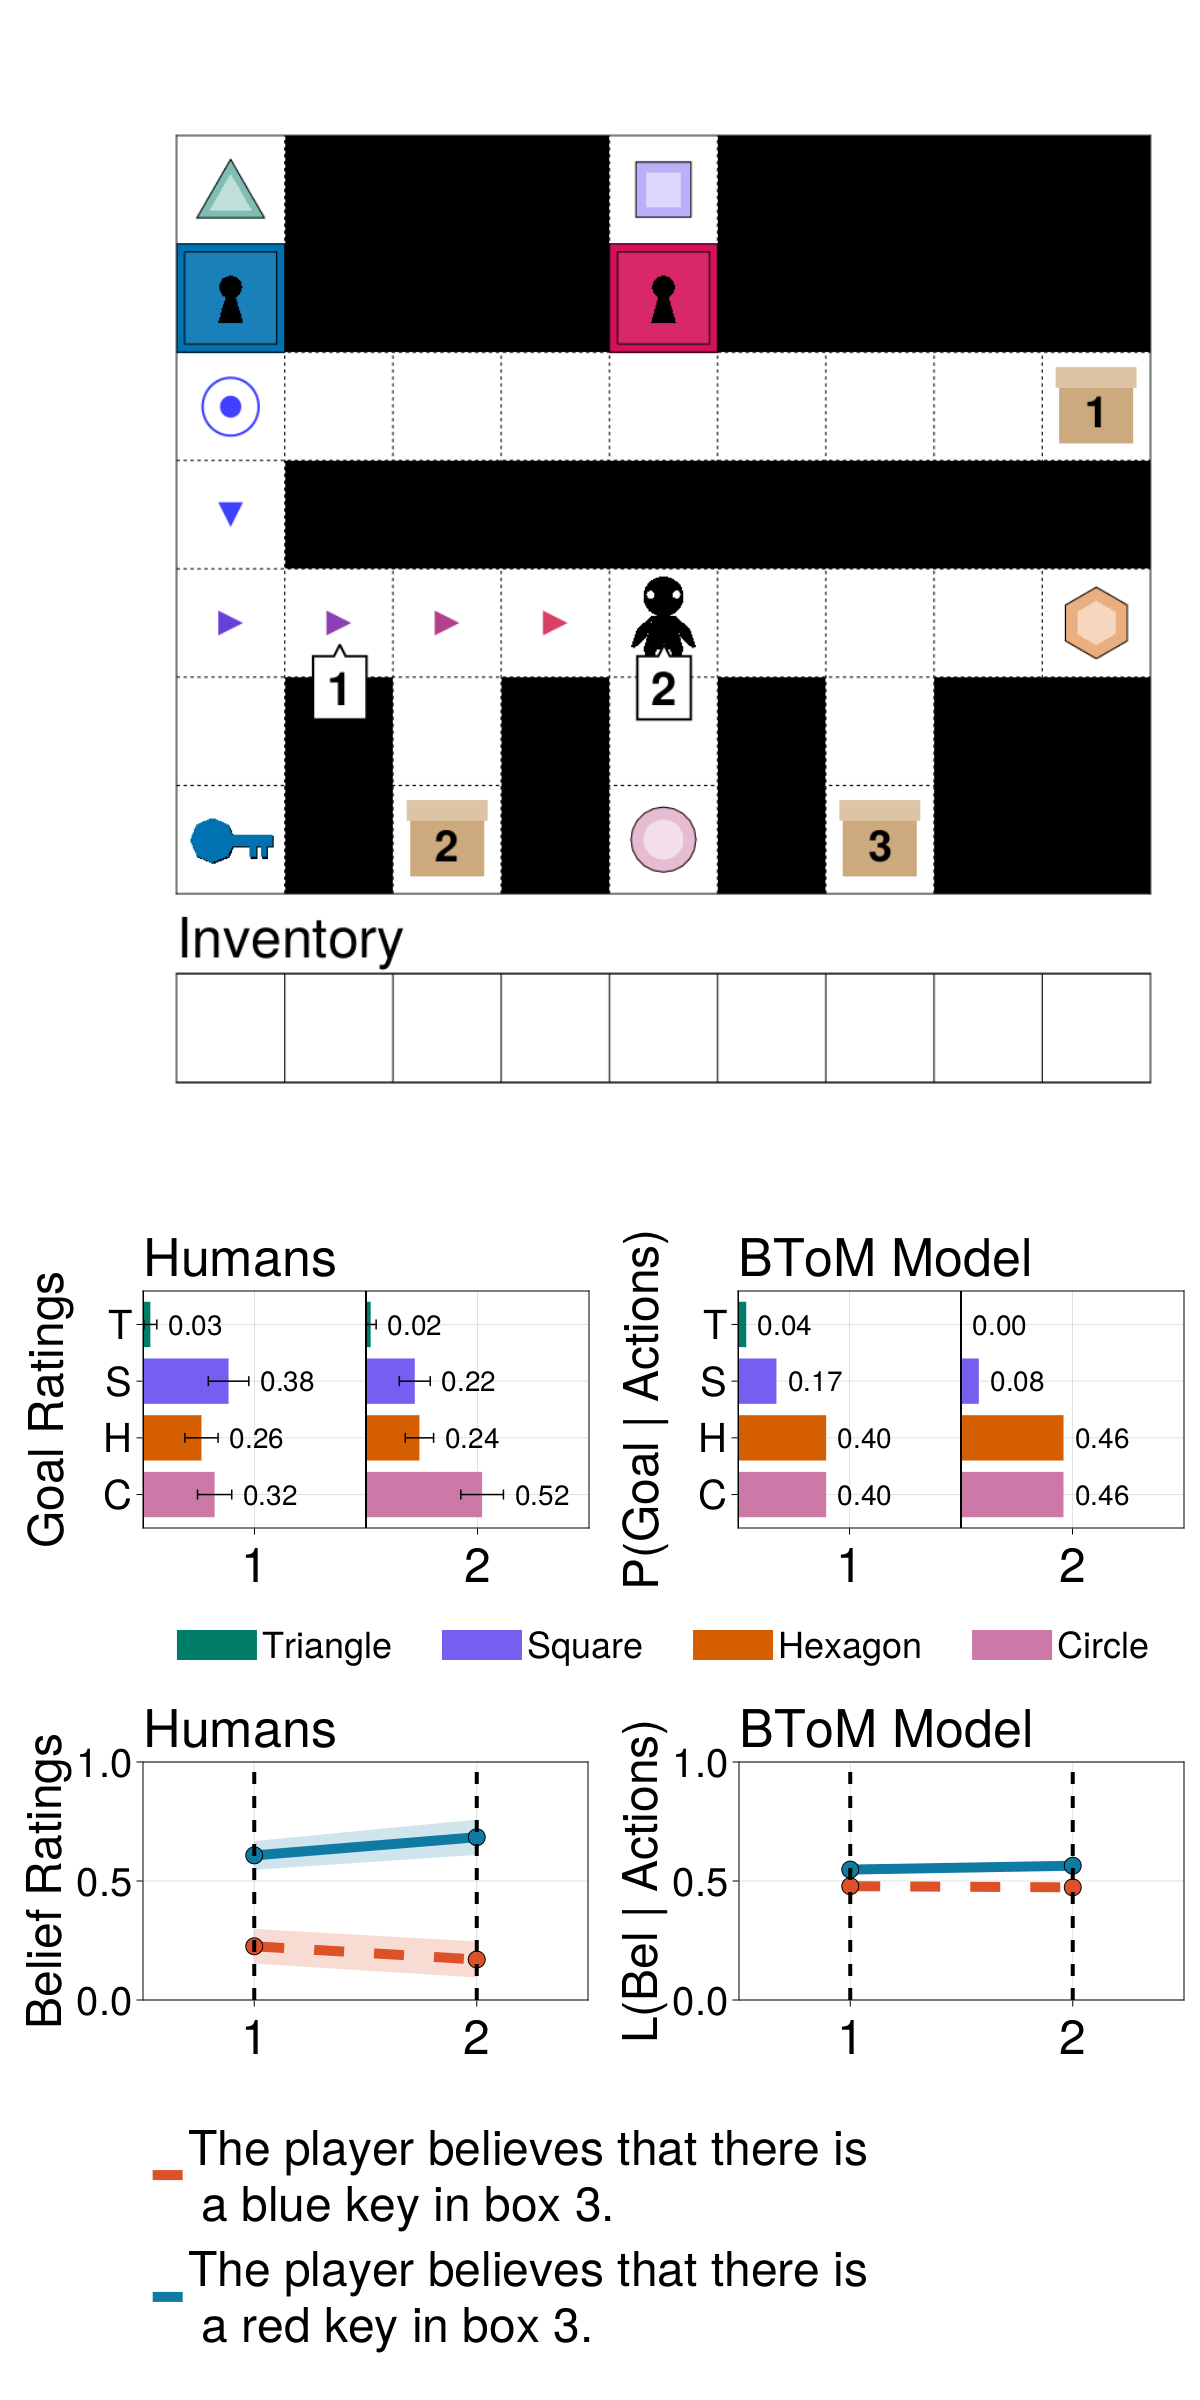 1
1
2
2
3
Inventory
Humans
BToM Model
Goal Ratings
T 0.03 0.02
S 0.38 0.22
H 0.26 0.24
C 0.32 0.52
1 2
P(Goal | Actions)
T 0.04 0.00
S 0.17 0.08
H 0.40 0.46
C 0.40 0.46
1 2
Triangle Square Hexagon Circle
Humans
BToM Model
Belief Ratings
1.0
0.5
0.0
1 2
L(Bel | Actions)
1.0
0.5
0.0
1 2
The player believes that there is
a blue key in box 3.
The player believes that there is
a red key in box 3.